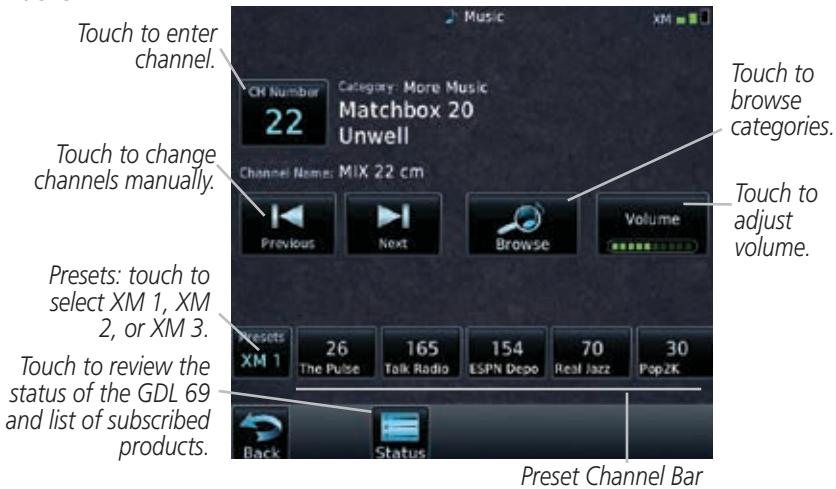 Music
XM
Touch to enter
channel.
CH Number
22
Category: More Music
Matchbox 20
Unwell
Touch to
browse
categories.
Touch to change
channels manually.
Channel Name: MIX 22 cm
Previous
Next
Browse
Volume
Touch to
adjust
volume.
Presets: touch to
select XM 1, XM
2, or XM 3.
Presets
XM 1
26
The Pulse
165
Talk Radio
154
ESPN Depo
70
Real Jazz
30
Pop2K
Touch to review the
status of the GDL 69
and list of subscribed
products.
Back
Status
Preset Channel Bar